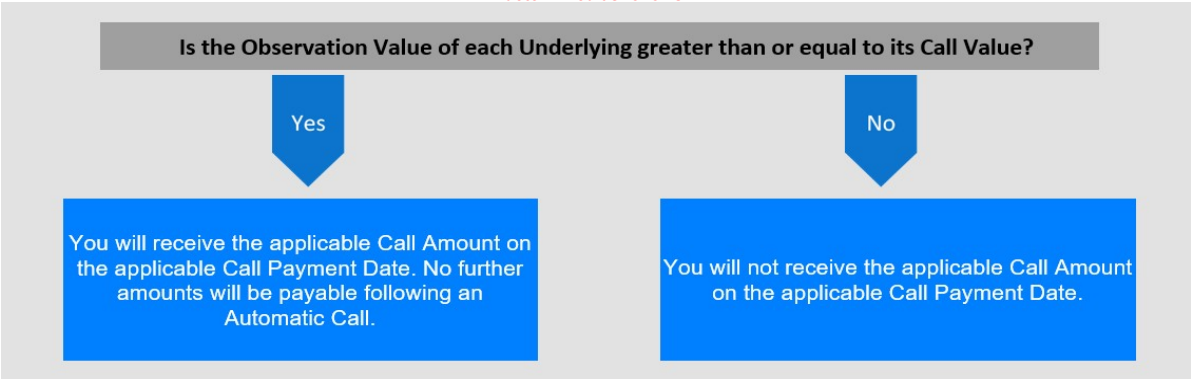 Is the Observation Value of each Underlying greater than or equal to its Call Value?
Yes
No
You will receive the applicable Call Amount on
the applicable Call Payment Date. No further
amounts will be payable following an
Automatic Call.
You will not receive the applicable Call Amount
on the applicable Call Payment Date.